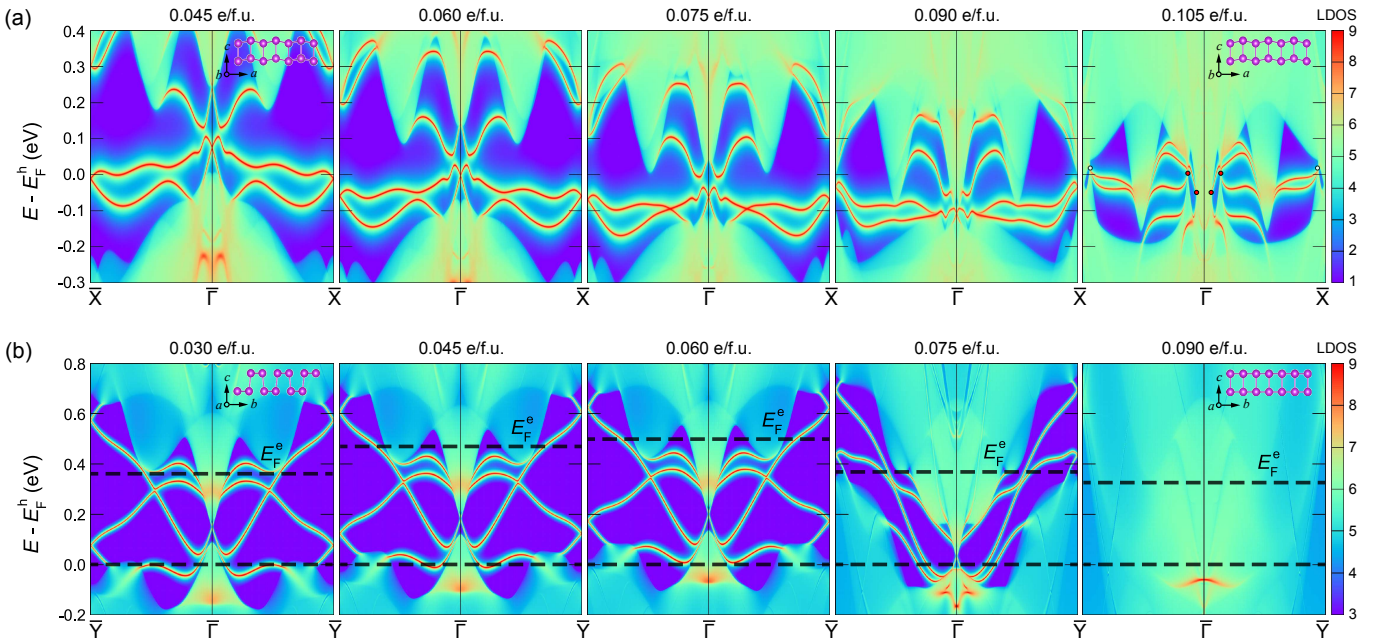 (a) 0.045 e/f.u. 0.060 e/f.u. 0.075 e/f.u. 0.090 e/f.u. 0.105 e/f.u. LDOS
E - E_F^h (eV)
0.4
0.3
0.2
0.1
0.0
-0.1
-0.2
-0.3
c b a
c b a
9
8
7
6
5
4
3
2
1
X̅ Γ̅ X̅ Γ̅ X̅ Γ̅ X̅ Γ̅ X̅ Γ̅ X̅
(b) 0.030 e/f.u. 0.045 e/f.u. 0.060 e/f.u. 0.075 e/f.u. 0.090 e/f.u. LDOS
E - E_F^h (eV)
0.8
0.6
0.4
0.2
0.0
-0.2
c a b
c a b
E_F^e E_F^e E_F^e E_F^e E_F^e
9
8
7
6
5
4
3
Y̅ Γ̅ Y̅ Γ̅ Y̅ Γ̅ Y̅ Γ̅ Y̅ Γ̅ Y̅